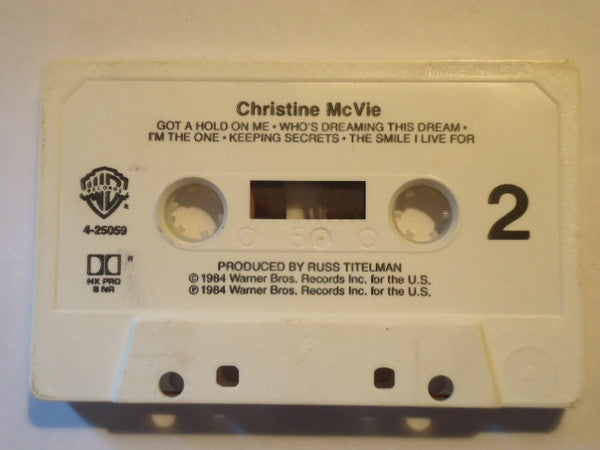 MADE IN U.S.A.
Christine McVie
GOT A HOLD ON ME • WHO'S DREAMING THIS DREAM •
I'M THE ONE • KEEPING SECRETS • THE SMILE I LIVE FOR
WB
RECORDS
®
4-25059
2
50
®
HX PRO
B NR
PRODUCED BY RUSS TITELMAN
© 1984 Warner Bros. Records Inc. for the U.S.
℗ 1984 Warner Bros. Records Inc. for the U.S.